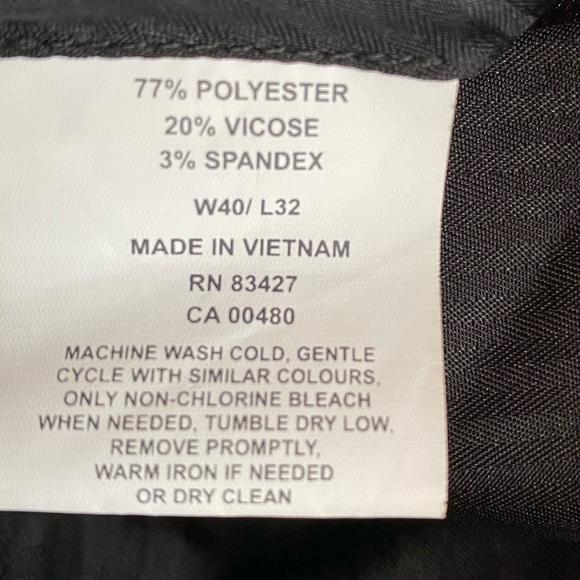 77% POLYESTER
20% VICOSE
3% SPANDEX
W40/ L32
MADE IN VIETNAM
RN 83427
CA 00480
MACHINE WASH COLD, GENTLE
CYCLE WITH SIMILAR COLOURS,
ONLY NON-CHLORINE BLEACH
WHEN NEEDED, TUMBLE DRY LOW,
REMOVE PROMPTLY,
WARM IRON IF NEEDED
OR DRY CLEAN